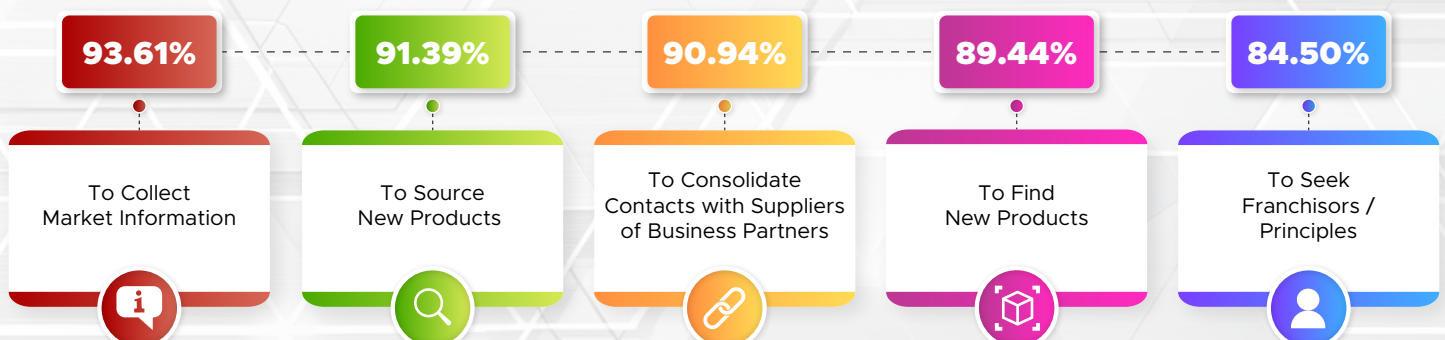 93.61%
91.39%
90.94%
89.44%
84.50%
To Collect
Market Information
To Source
New Products
To Consolidate
Contacts with Suppliers
of Business Partners
To Find
New Products
To Seek
Franchisors /
Principles
i